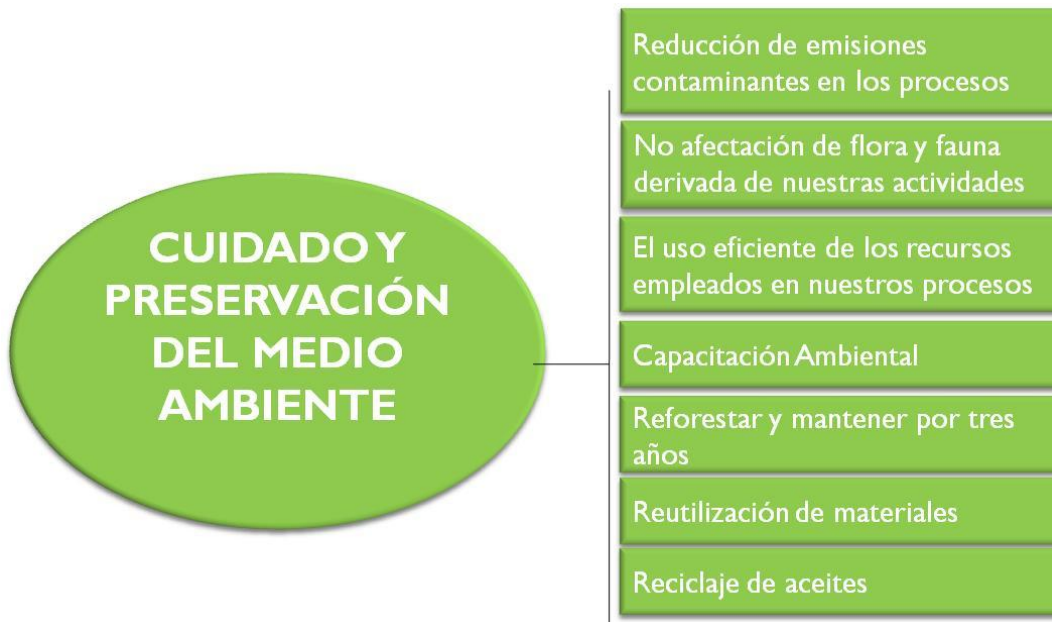 CUIDADO Y
PRESERVACIÓN
DEL MEDIO
AMBIENTE
Reducción de emisiones
contaminantes en los procesos
No afectación de flora y fauna
derivada de nuestras actividades
El uso eficiente de los recursos
empleados en nuestros procesos
Capacitación Ambiental
Reforestar y mantener por tres
años
Reutilización de materiales
Reciclaje de aceites